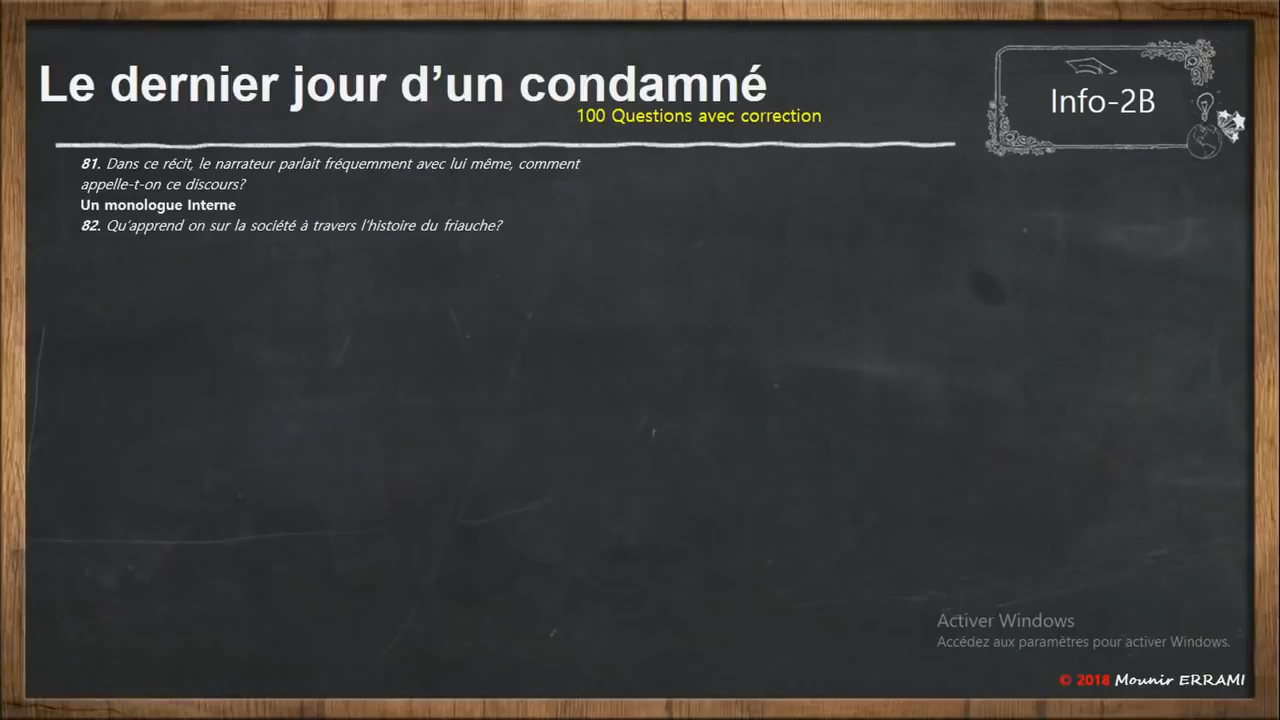 Le dernier jour d’un condamné
100 Questions avec correction
Info-2B
81. Dans ce récit, le narrateur parlait fréquemment avec lui même, comment
appelle-t-on ce discours?
Un monologue Interne
82. Qu’apprend on sur la société à travers l’histoire du friauche?
Activer Windows
Accédez aux paramètres pour activer Windows.
© 2018 Mounir ERRAMI